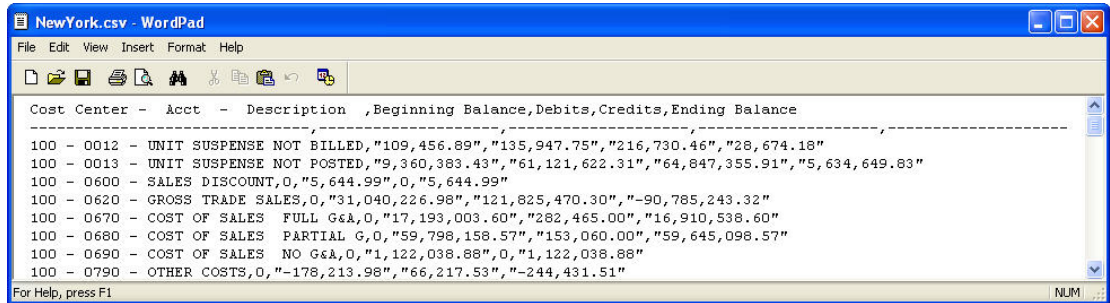 NewYork.csv - WordPad
File Edit View Insert Format Help
Cost Center - Acct - Description ,Beginning Balance,Debits,Credits,Ending Balance
--------------------------------,--------------------,--------------------,--------------------,--------------------
100 - 0012 - UNIT SUSPENSE NOT BILLED,"109,456.89","135,947.75","216,730.46","28,674.18"
100 - 0013 - UNIT SUSPENSE NOT POSTED,"9,360,383.43","61,121,622.31","64,847,355.91","5,634,649.83"
100 - 0600 - SALES DISCOUNT,0,"5,644.99",0,"5,644.99"
100 - 0620 - GROSS TRADE SALES,0,"31,040,226.98","121,825,470.30","-90,785,243.32"
100 - 0670 - COST OF SALES  FULL G&A,0,"17,193,003.60","282,465.00","16,910,538.60"
100 - 0680 - COST OF SALES  PARTIAL G,0,"59,798,158.57","153,060.00","59,645,098.57"
100 - 0690 - COST OF SALES  NO G&A,0,"1,122,038.88",0,"1,122,038.88"
100 - 0790 - OTHER COSTS,0,"-178,213.98","66,217.53","-244,431.51"
For Help, press F1 NUM